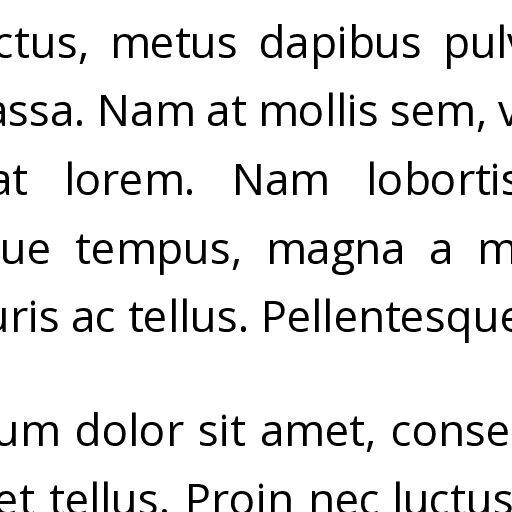 ctus, metus dapibus pul
assa. Nam at mollis sem, v
at lorem. Nam lobortis
ue tempus, magna a m
uris ac tellus. Pellentesque
um dolor sit amet, conse
et tellus. Proin nec luctus